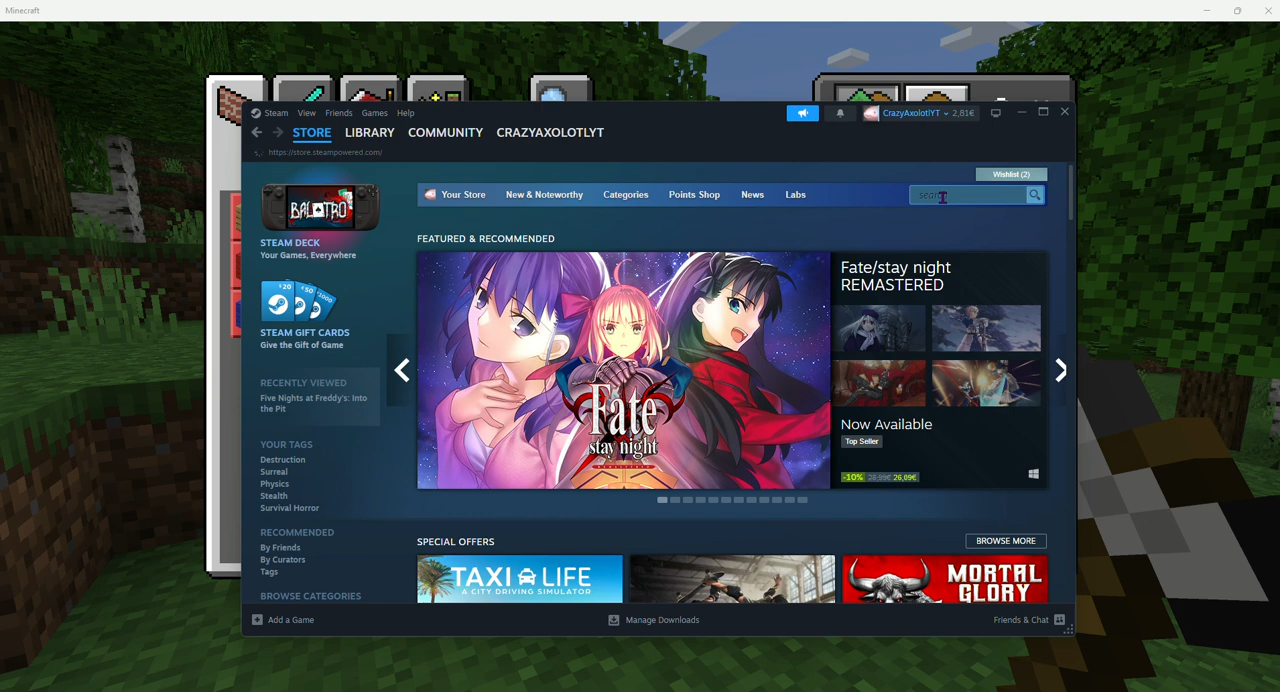 Minecraft
Steam View Friends Games Help
CrazyAxolotlYT 2,81€
STORE LIBRARY COMMUNITY CRAZYAXOLOTLYT
https://store.steampowered.com/
Wishlist (2)
Your Store New & Noteworthy Categories Points Shop News Labs
BALATRO
STEAM DECK
Your Games, Everywhere
FEATURED & RECOMMENDED
Fate/stay night
REMASTERED
$20 $50
STEAM GIFT CARDS
Give the Gift of Game
RECENTLY VIEWED
Five Nights at Freddy's: Into
the Pit
Fate
stay night
REMASTERED
Now Available
Top Seller
-10% 28,99€ 26,09€
YOUR TAGS
Destruction
Surreal
Physics
Stealth
Survival Horror
RECOMMENDED
By Friends
By Curators
Tags
BROWSE CATEGORIES
SPECIAL OFFERS
BROWSE MORE
TAXI LIFE
A CITY DRIVING SIMULATOR
MORTAL
GLORY
Add a Game
Manage Downloads
Friends & Chat